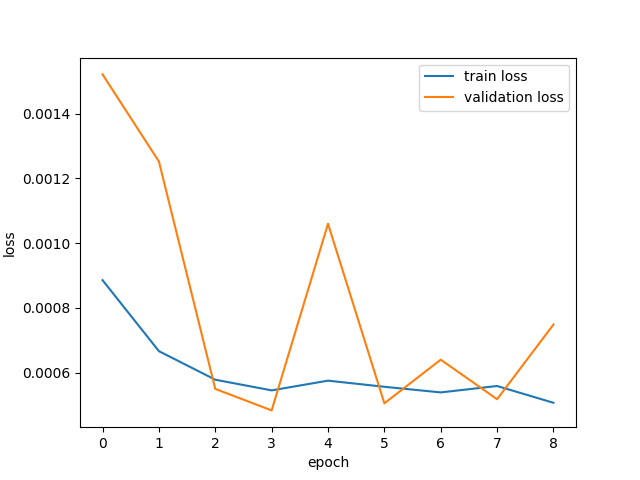 train loss
validation loss
0.0014
0.0012
0.0010
0.0008
0.0006
loss
0 1 2 3 4 5 6 7 8
epoch